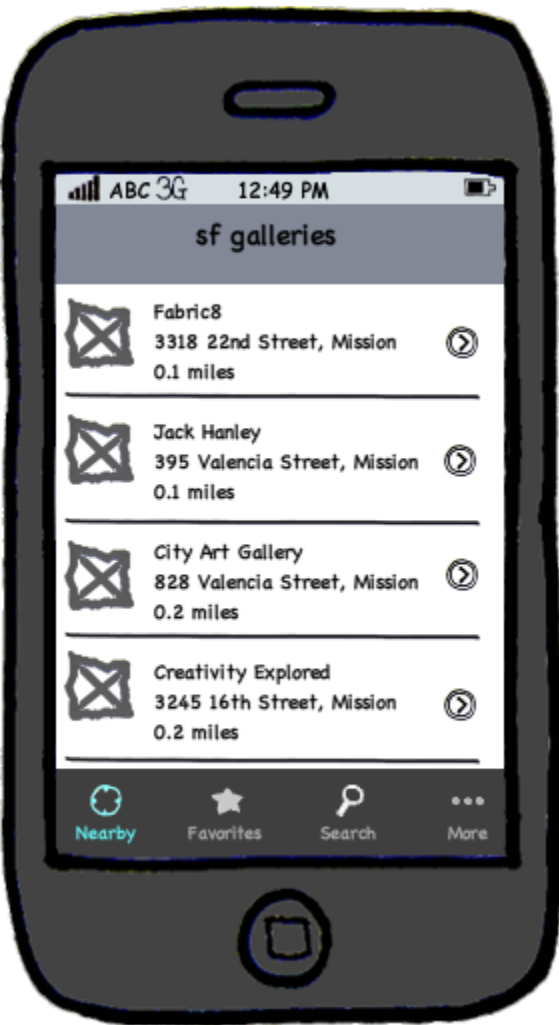 ABC 3G 12:49 PM
sf galleries
Fabric8
3318 22nd Street, Mission
0.1 miles
Jack Hanley
395 Valencia Street, Mission
0.1 miles
City Art Gallery
828 Valencia Street, Mission
0.2 miles
Creativity Explored
3245 16th Street, Mission
0.2 miles
Nearby Favorites Search More